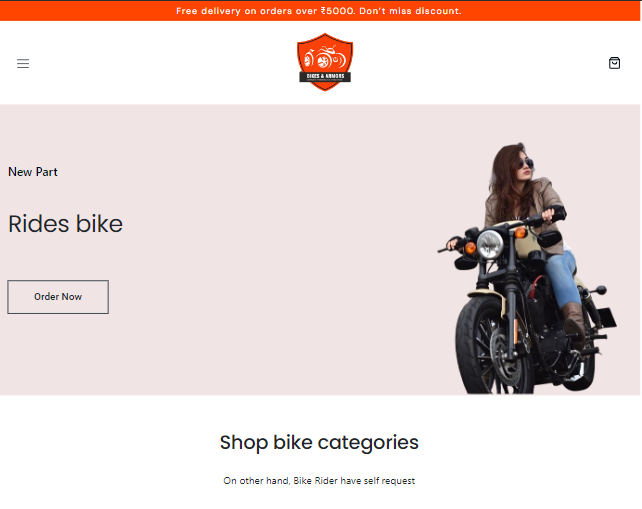 Free delivery on orders over ₹5000. Don't miss discount.
BIKES & ARMORS
New Part
Rides bike
Order Now
Shop bike categories
On other hand, Bike Rider have self request